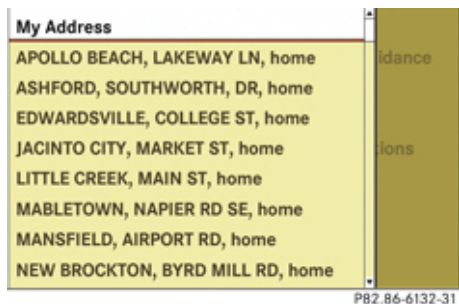 My Address
APOLLO BEACH, LAKEWAY LN, home
idance
ASHFORD, SOUTHWORTH, DR, home
EDWARDSVILLE, COLLEGE ST, home
JACINTO CITY, MARKET ST, home
tions
LITTLE CREEK, MAIN ST, home
MABLETOWN, NAPIER RD SE, home
MANSFIELD, AIRPORT RD, home
NEW BROCKTON, BYRD MILL RD, home
P82.86-6132-31